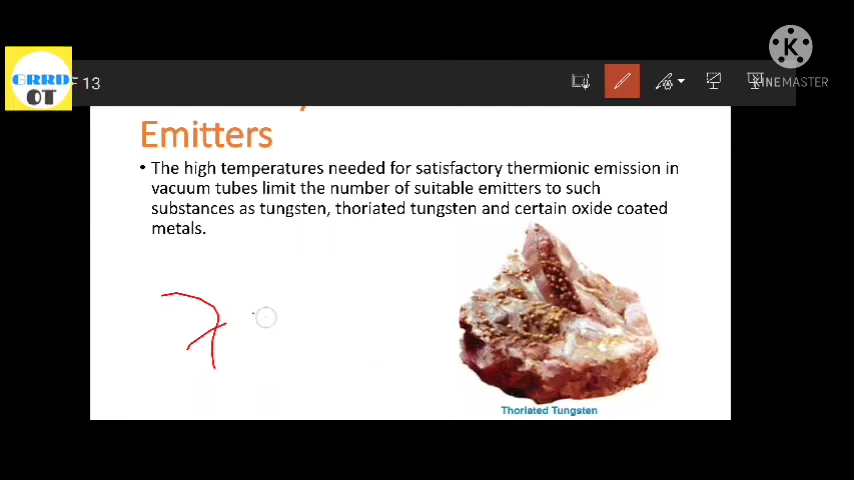 KINEMASTER
GRRD
OT
F 13
Emitters
• The high temperatures needed for satisfactory thermionic emission in
vacuum tubes limit the number of suitable emitters to such
substances as tungsten, thoriated tungsten and certain oxide coated
metals.
Thoriated Tungsten